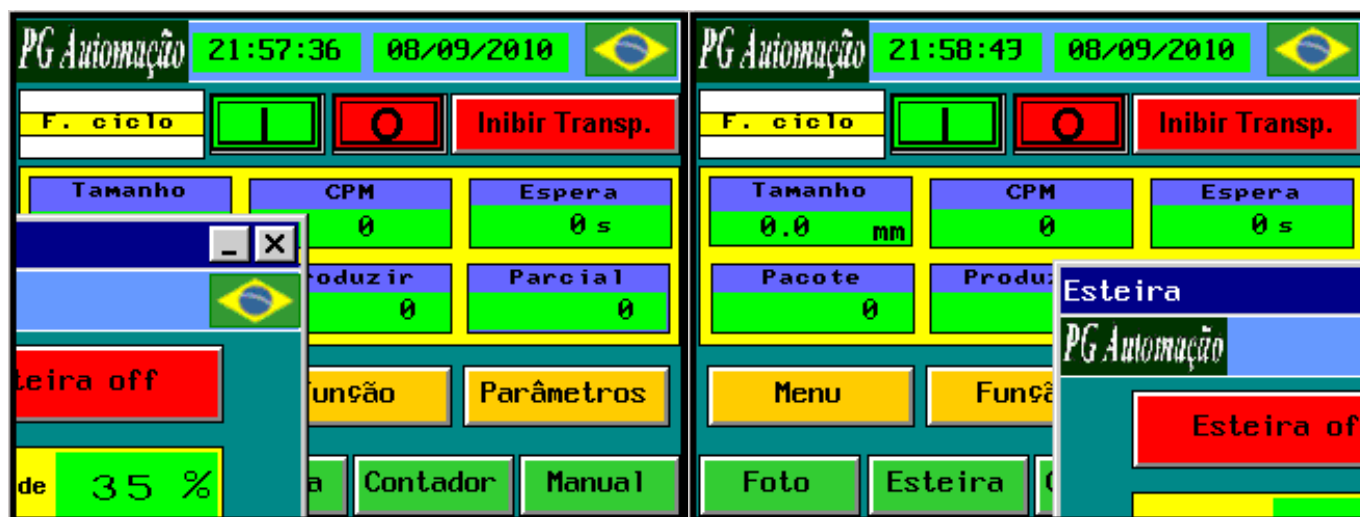 PG Automação 21:57:36 08/09/2010
F. ciclo I O Inibir Transp.
Tamanho CPM Espera
0 0 s
oduzir Parcial
0 0
teira off
unção Parâmetros
de 35 %
a Contador Manual
PG Automação 21:58:49 08/09/2010
F. ciclo I O Inibir Transp.
Tamanho CPM Espera
0.0 mm 0 0 s
Pacote Produz
0
Esteira
PG Automação
Menu Funçã
Esteira of
Foto Esteira